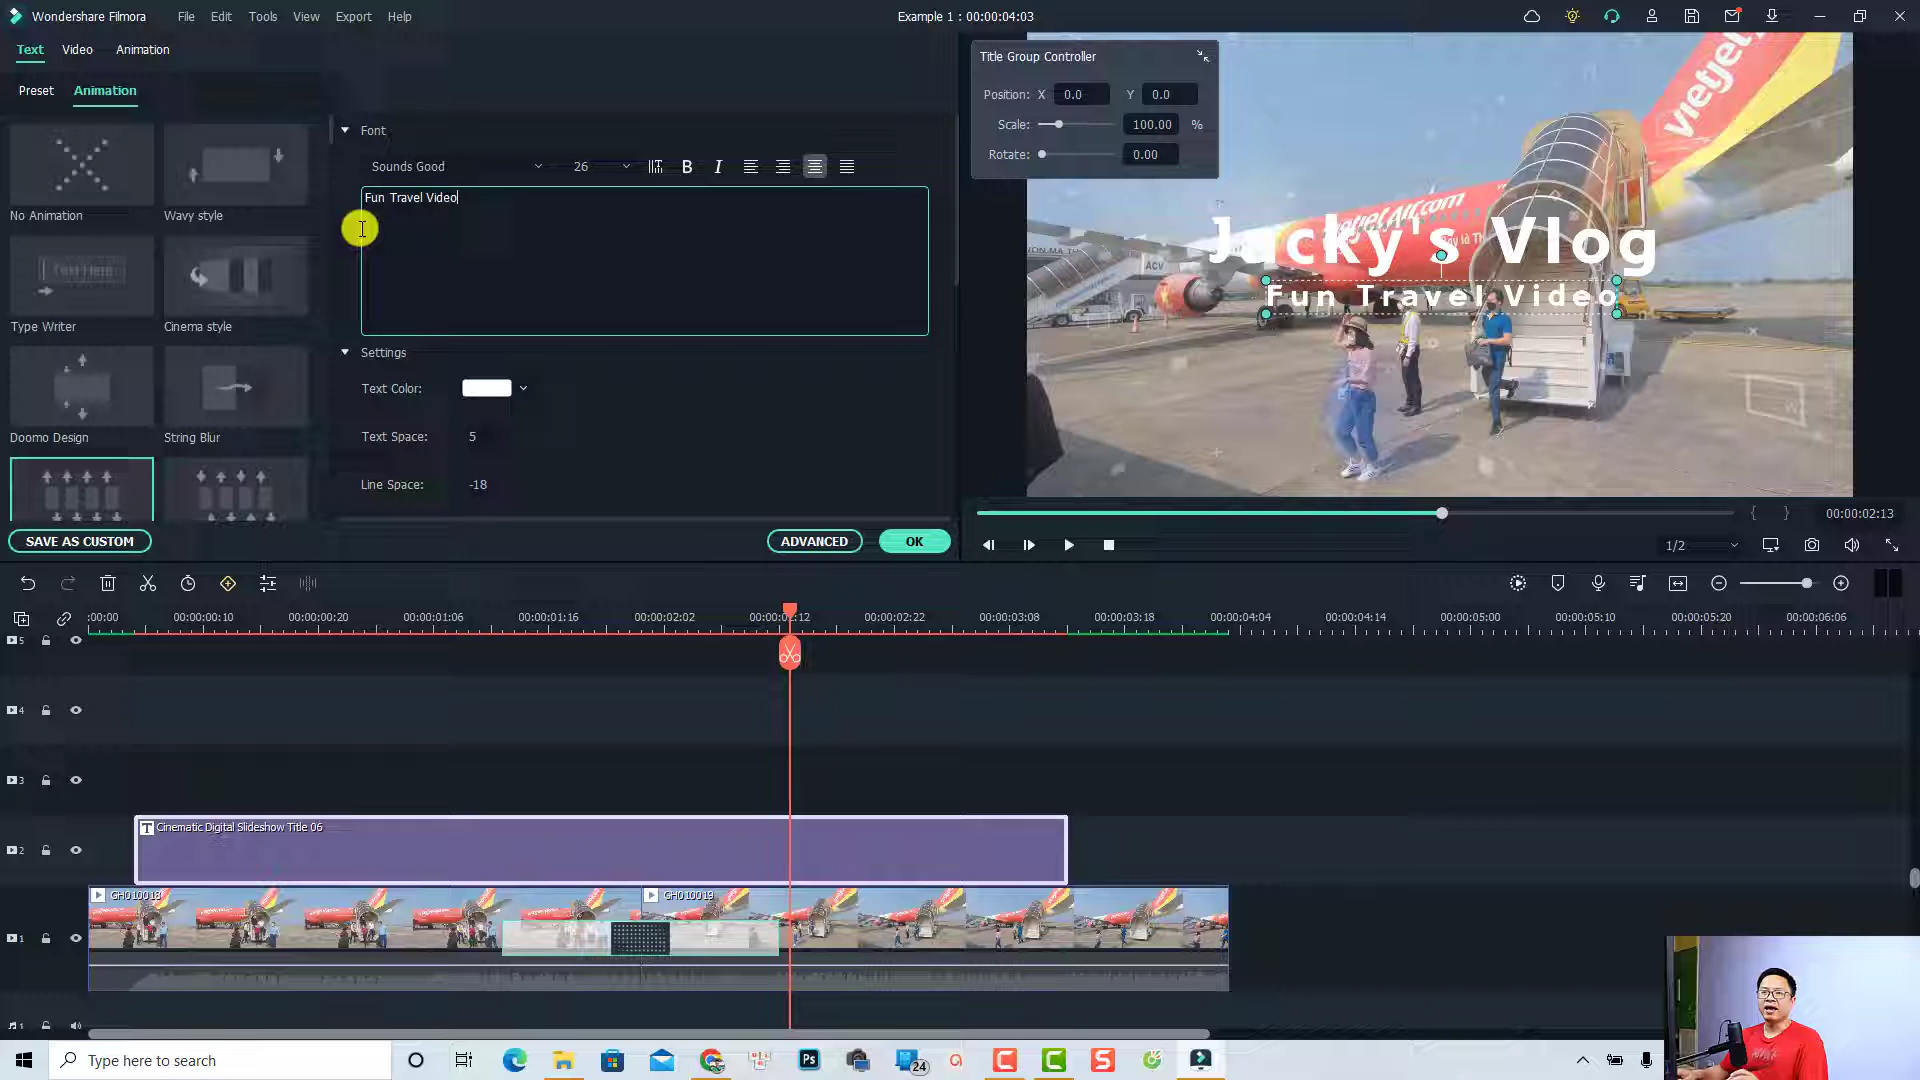 Wondershare Filmora File Edit Tools View Export Help Example 1 : 00:00:04:03
Text Video Animation
Preset Animation
No Animation Wavy style
Type Writer Cinema style
Doomo Design String Blur
Text Here
Font
Sounds Good 26 B I
Fun Travel Video
Settings
Text Color:
Text Space: 5
Line Space: -18
SAVE AS CUSTOM ADVANCED OK
Title Group Controller
Position: X 0.0 Y 0.0
Scale: 100.00 %
Rotate: 0.00
vietjet
vietjetAir.com
ACV
Jacky's Vlog
Fun Travel Video
{ } 00:00:02:13
1/2
:00:00 00:00:00:10 00:00:00:20 00:00:01:06 00:00:01:16 00:00:02:02 00:00:02:12 00:00:02:22 00:00:03:08 00:00:03:18 00:00:04:04 00:00:04:14 00:00:05:00 00:00:05:20 00:00:06:06
5
4
3
T Cinematic Digital Slideshow Title 06
2
GH010018 GH010019
1
1
Type here to search
Ps
24
C
C
S